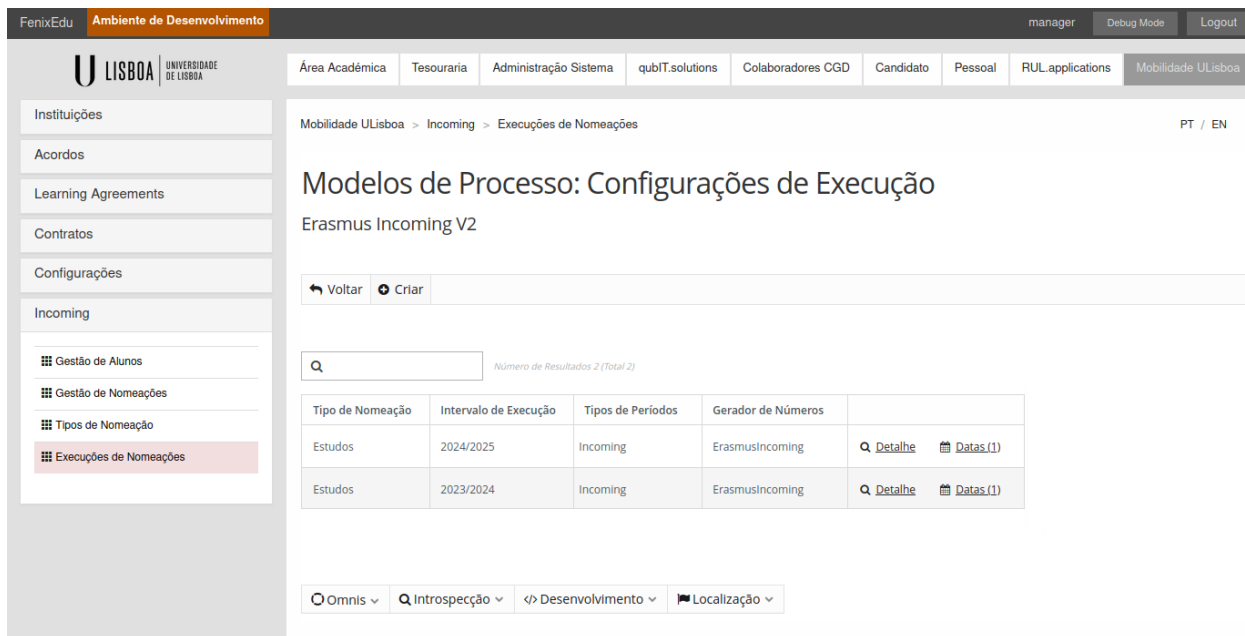 FenixEdu Ambiente de Desenvolvimento manager Debug Mode Logout
LISBOA UNIVERSIDADE DE LISBOA
Área Académica Tesouraria Administração Sistema qubIT.solutions Colaboradores CGD Candidato Pessoal RUL.applications Mobilidade ULisboa
Instituições
Acordos
Learning Agreements
Contratos
Configurações
Incoming
Gestão de Alunos
Gestão de Nomeações
Tipos de Nomeação
Execuções de Nomeações
Mobilidade ULisboa > Incoming > Execuções de Nomeações PT / EN
Modelos de Processo: Configurações de Execução
Erasmus Incoming V2
Voltar Criar
Número de Resultados 2 (Total 2)
Tipo de Nomeação Intervalo de Execução Tipos de Períodos Gerador de Números
Estudos 2024/2025 Incoming ErasmusIncoming Detalhe Datas (1)
Estudos 2023/2024 Incoming ErasmusIncoming Detalhe Datas (1)
Omnis Introspecção </> Desenvolvimento Localização